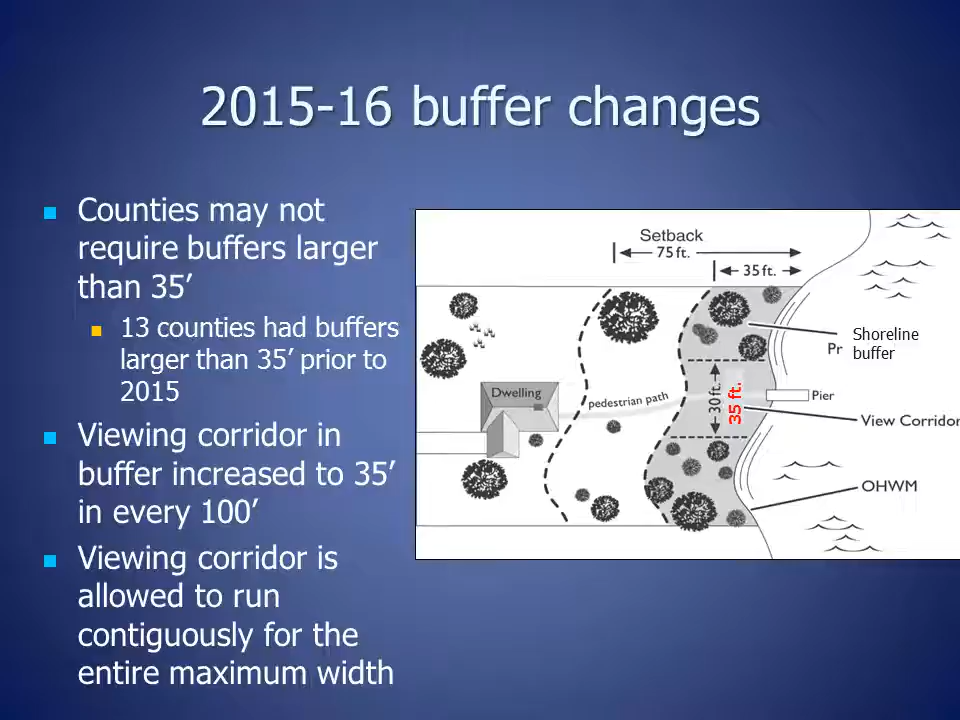 2015-16 buffer changes
Counties may not
require buffers larger
than 35’
13 counties had buffers
larger than 35’ prior to
2015
Viewing corridor in
buffer increased to 35’
in every 100’
Viewing corridor is
allowed to run
contiguously for the
entire maximum width
Setback
75 ft.
35 ft.
Shoreline
Pr buffer
Dwelling
pedestrian path
30 ft.
35 ft.
Pier
View Corridor
OHWM